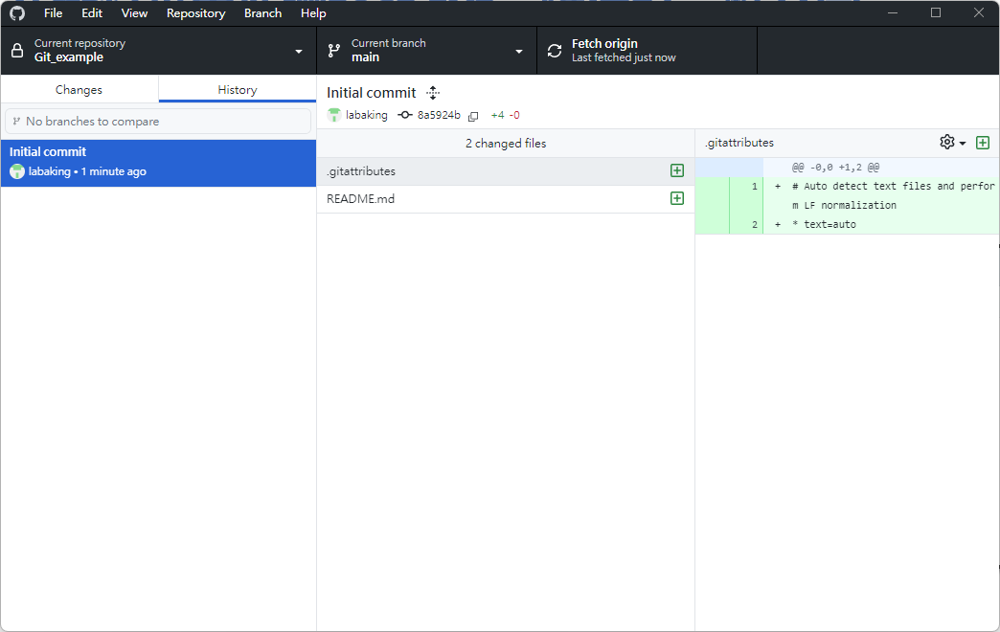 File Edit View Repository Branch Help
Current repository
Git_example
Current branch
main
Fetch origin
Last fetched just now
Changes
History
No branches to compare
Initial commit
labaking • 1 minute ago
Initial commit
labaking 8a5924b +4 -0
2 changed files
.gitattributes
README.md
.gitattributes
@@ -0,0 +1,2 @@
1 + # Auto detect text files and perfor
m LF normalization
2 + * text=auto